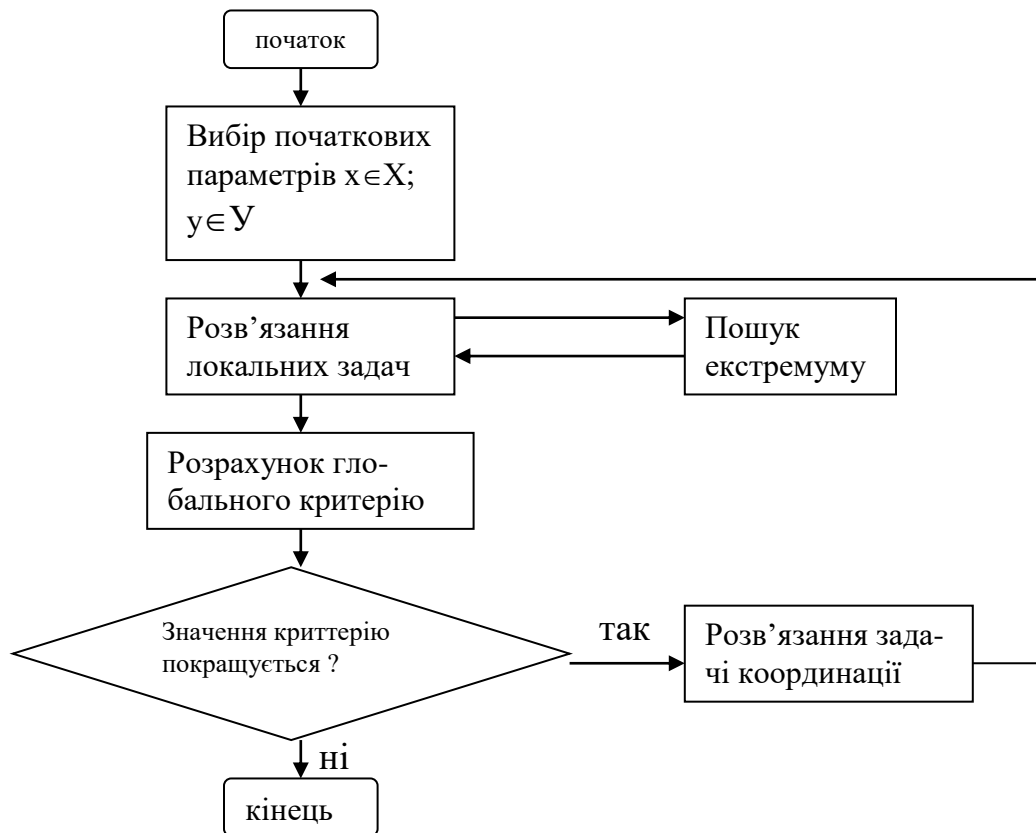 початок
Вибір початкових
параметрів x∈X;
y∈У
Розв’язання
локальних задач
Пошук
екстремуму
Розрахунок гло-
бального критерію
Значення криттерію
покращується ?
так
Розв’язання зада-
чі координації
ні
кінець